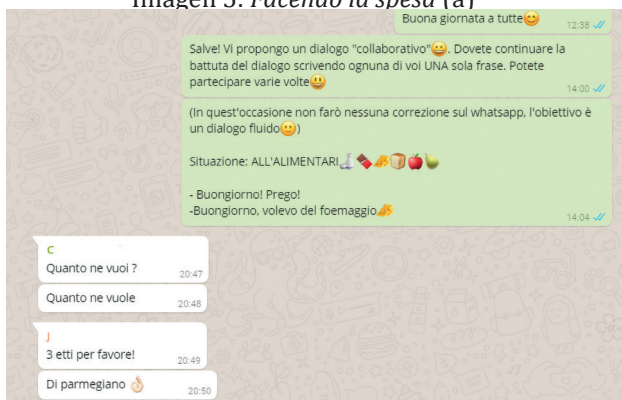 Imagen 3. Facendo la spesa (a)
Buona giornata a tutte😊 12:38
Salve! Vi propongo un dialogo "collaborativo"😀. Dovete continuare la
battuta del dialogo scrivendo ognuna di voi UNA sola frase. Potete
partecipare varie volte😃
14:00
(In quest'occasione non farò nessuna correzione sul whatsapp, l'obiettivo è
un dialogo fluido🙂)
Situazione: ALL'ALIMENTARI🍶🍫🧀🍞🍎🍐
- Buongiorno! Prego!
-Buongiorno, volevo del foemaggio🧀
14:04
C
Quanto ne vuoi ? 20:47
Quanto ne vuole 20:48
J
3 etti per favore! 20:49
Di parmegiano 👌🏻 20:50